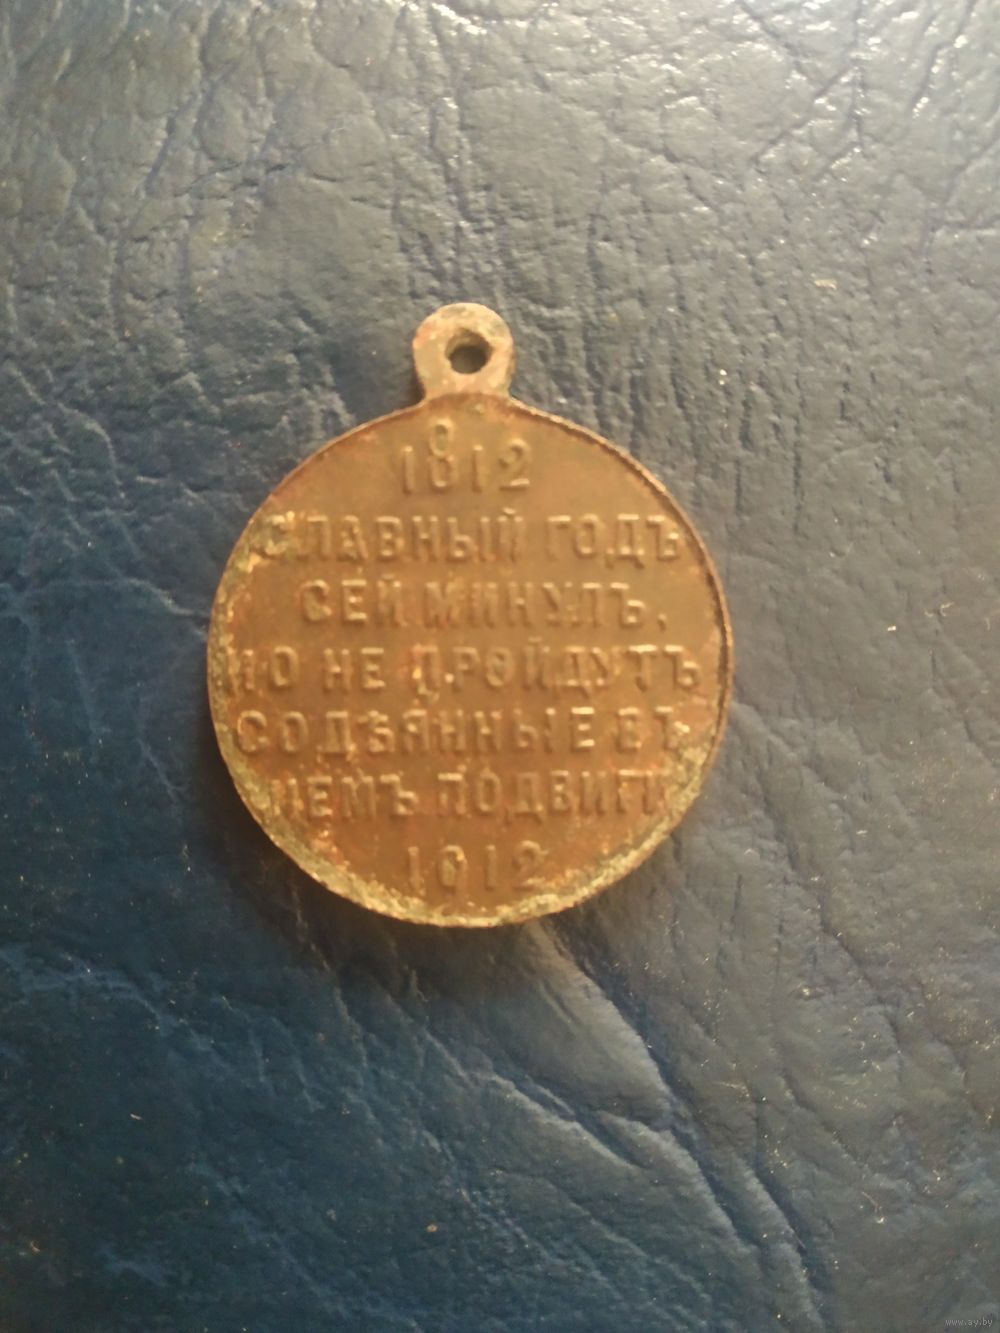 1812
СЛАВНЫЙ ГОДЪ
СЕЙ МИНУЛЪ,
НО НЕ ПРОЙДУТЪ
СОДѢЯННЫЕ ВЪ
НЕМЪ ПОДВИГИ
1912
www.ay.by